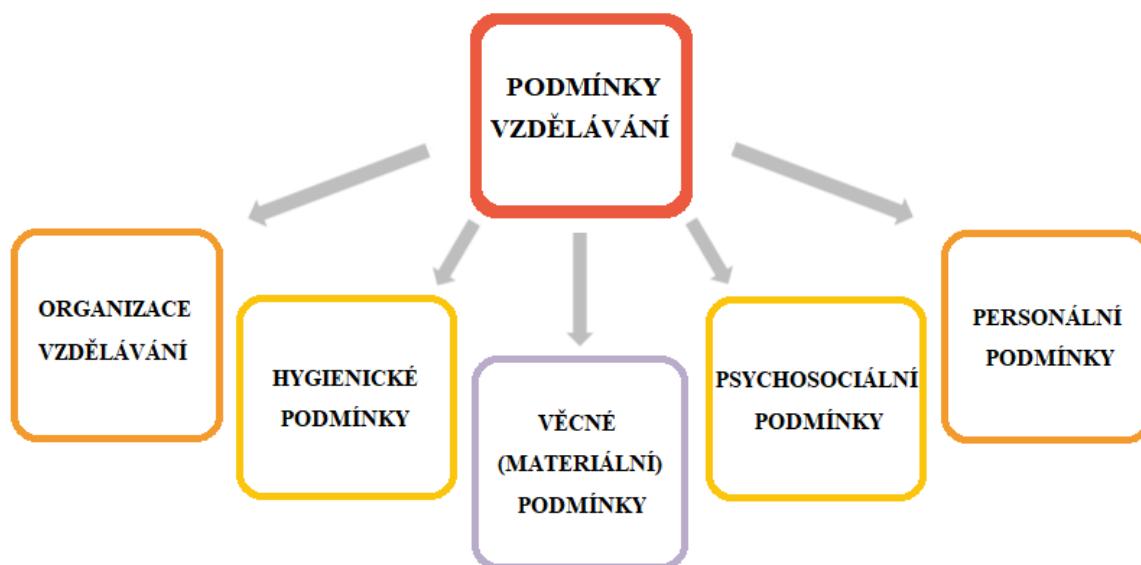 PODMÍNKY
VZDĚLÁVÁNÍ
ORGANIZACE
VZDĚLÁVÁNÍ
HYGIENICKÉ
PODMÍNKY
VĚCNÉ
(MATERIÁLNÍ)
PODMÍNKY
PSYCHOSOCIÁLNÍ
PODMÍNKY
PERSONÁLNÍ
PODMÍNKY